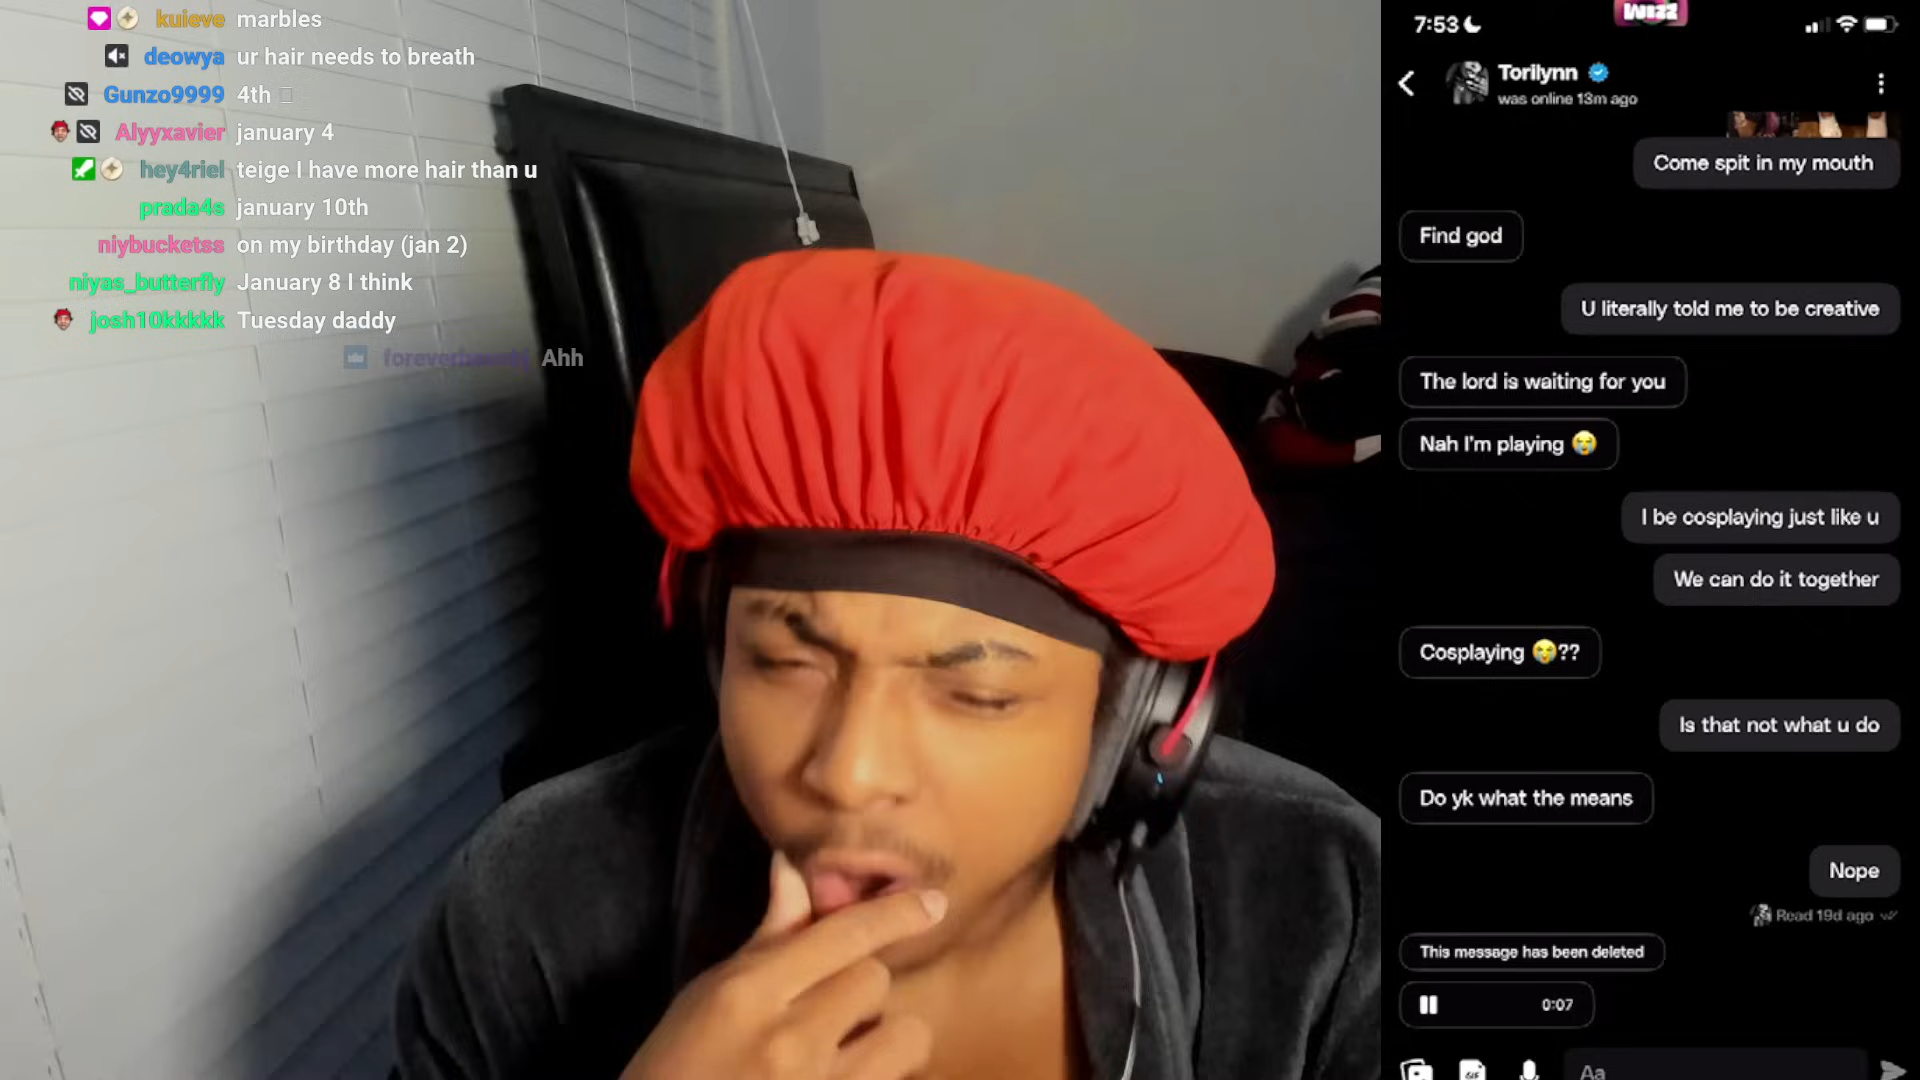 kuieve marbles
deowya ur hair needs to breath
Gunzo9999 4th
Alyyxavier january 4
hey4riel teige I have more hair than u
prada4s january 10th
niybucketss on my birthday (jan 2)
niyas_butterfly January 8 I think
josh10kkkkk Tuesday daddy
Ahh
7:53
WIZZ
Torilynn
was online 13m ago
Come spit in my mouth
Find god
U literally told me to be creative
The lord is waiting for you
Nah I'm playing 😭
I be cosplaying just like u
We can do it together
Cosplaying 😭??
Is that not what u do
Do yk what the means
Nope
Read 19d ago
This message has been deleted
0:07
GIF
Aa